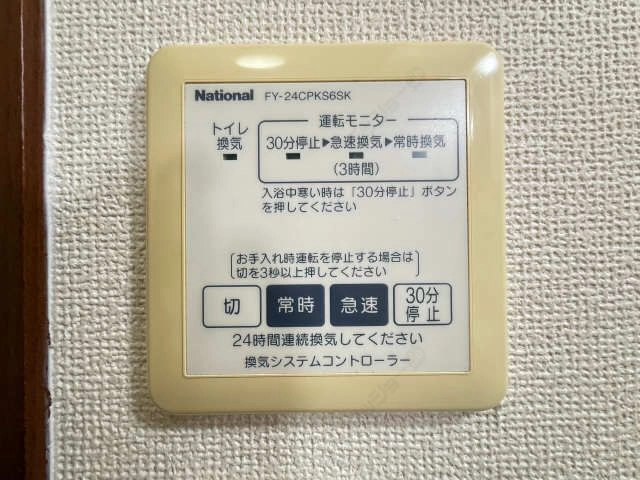 National FY-24CPKS6SK
運転モニター
トイレ
換気
30分停止▶急速換気▶常時換気
(3時間)
入浴中寒い時は「30分停止」ボタン
を押してください
お手入れ時運転を停止する場合は
切を3秒以上押してください
切 常時 急速 30分
停止
24時間連続換気してください
換気システムコントローラー